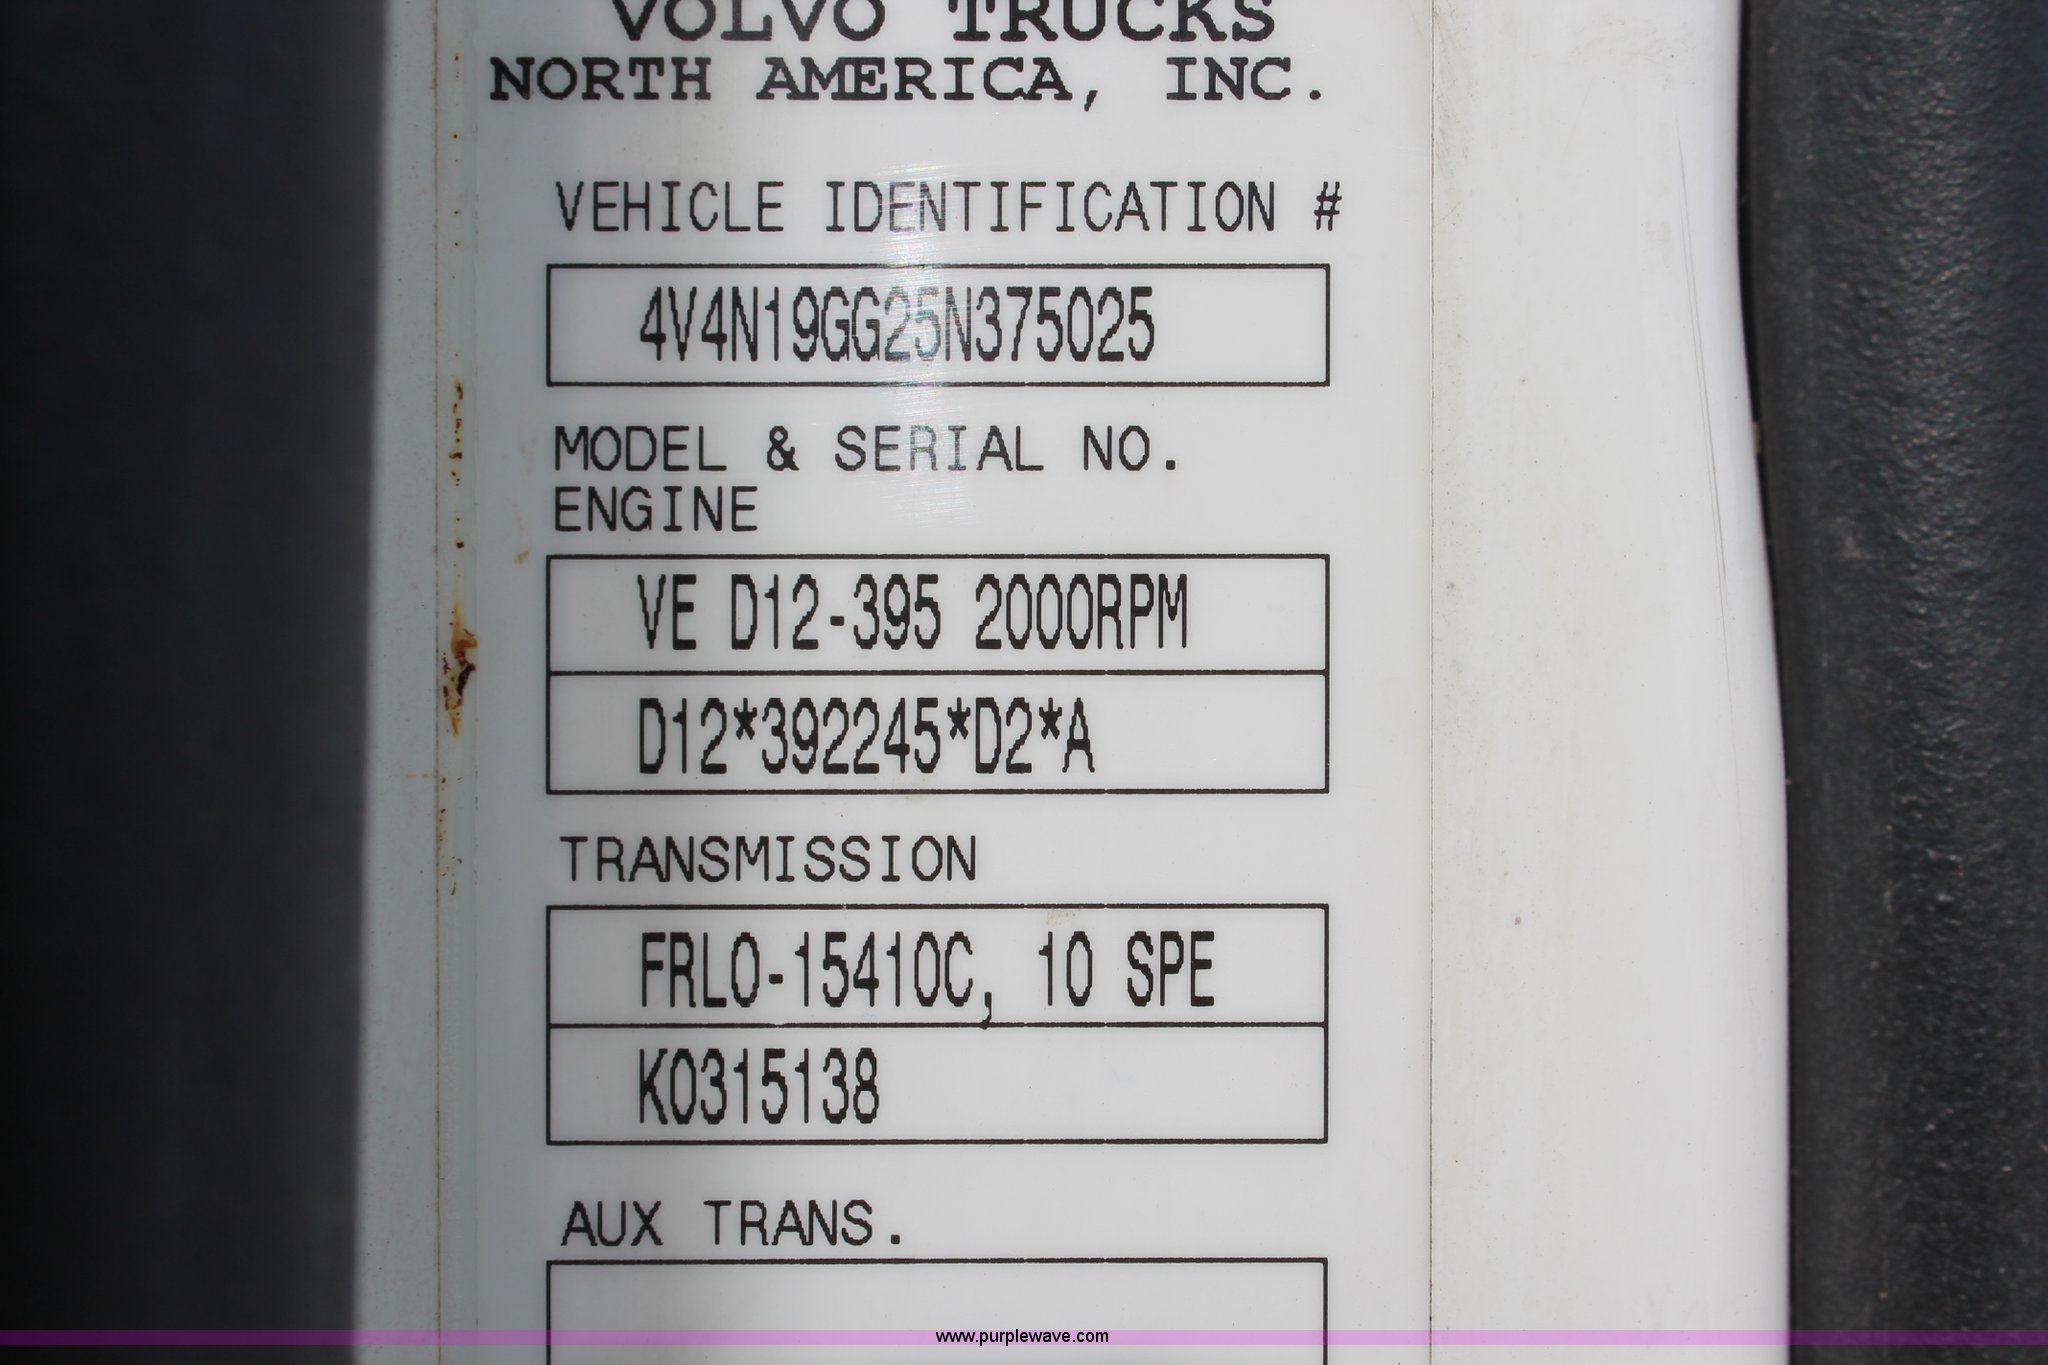 VOLVO TRUCKS
NORTH AMERICA, INC.
VEHICLE IDENTIFICATION #
4V4N19GG25N375025
MODEL & SERIAL NO.
ENGINE
VE D12-395 2000RPM
D12*392245*D2*A
TRANSMISSION
FRLO-15410C, 10 SPE
K0315138
AUX TRANS.
www.purplewave.com